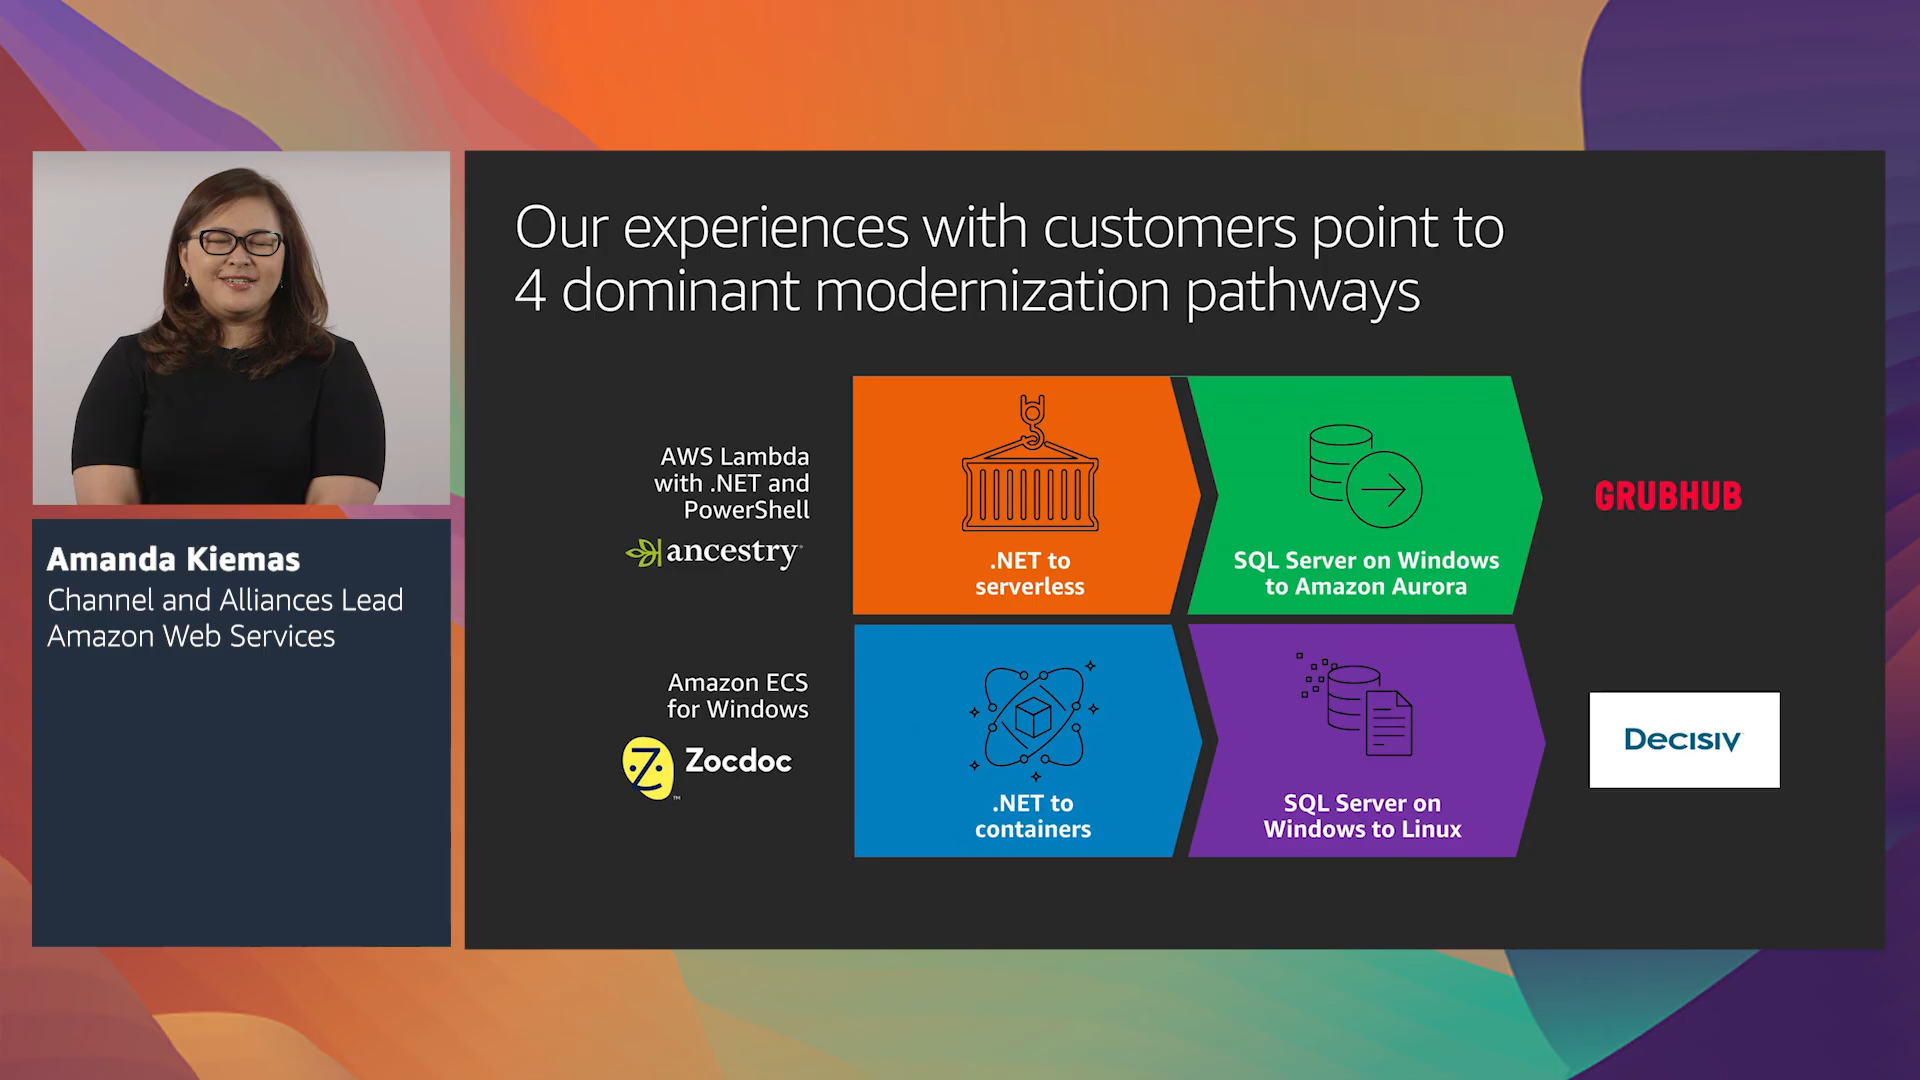 Our experiences with customers point to
4 dominant modernization pathways
AWS Lambda
with .NET and
PowerShell
ancestry
.NET to
serverless
SQL Server on Windows
to Amazon Aurora
GRUBHUB
Amazon ECS
for Windows
Zocdoc
TM
.NET to
containers
SQL Server on
Windows to Linux
Decisiv
Amanda Kiemas
Channel and Alliances Lead
Amazon Web Services